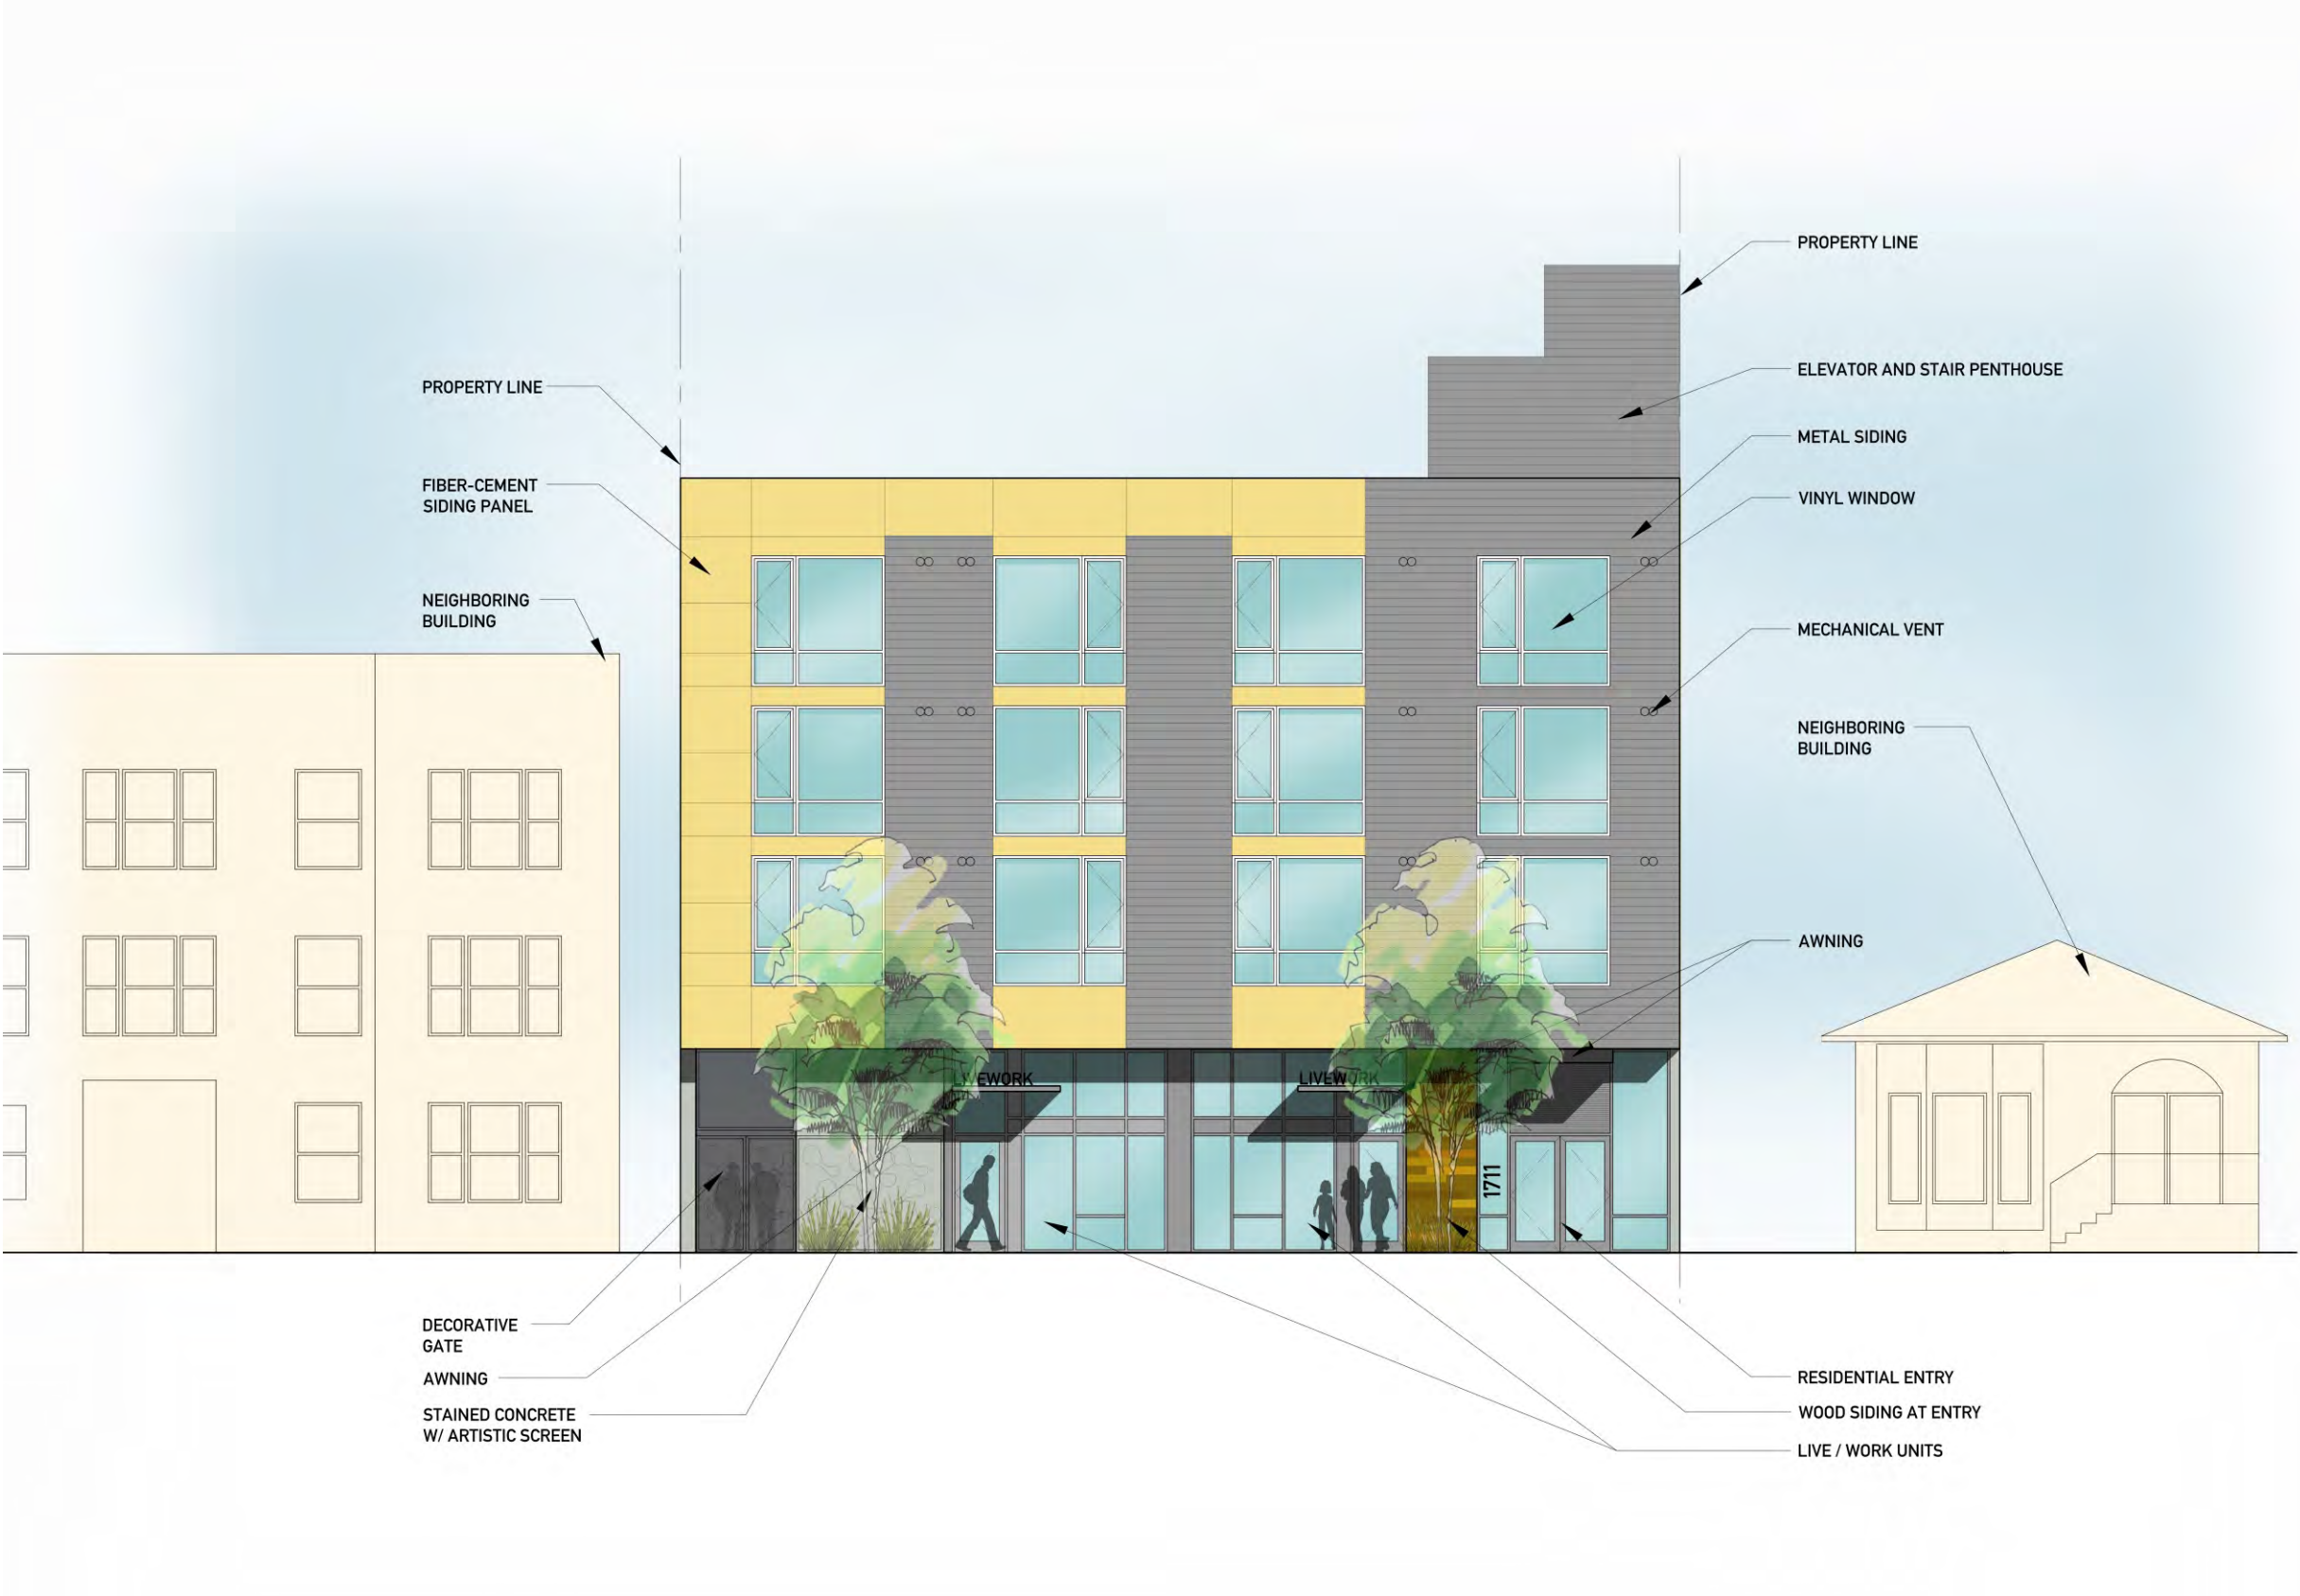 PROPERTY LINE
ELEVATOR AND STAIR PENTHOUSE
PROPERTY LINE
METAL SIDING
FIBER-CEMENT
SIDING PANEL
VINYL WINDOW
NEIGHBORING
BUILDING
MECHANICAL VENT
NEIGHBORING
BUILDING
AWNING
LIVEWORK
LIVEWORK
1711
DECORATIVE
GATE
AWNING
STAINED CONCRETE
W/ ARTISTIC SCREEN
RESIDENTIAL ENTRY
WOOD SIDING AT ENTRY
LIVE / WORK UNITS